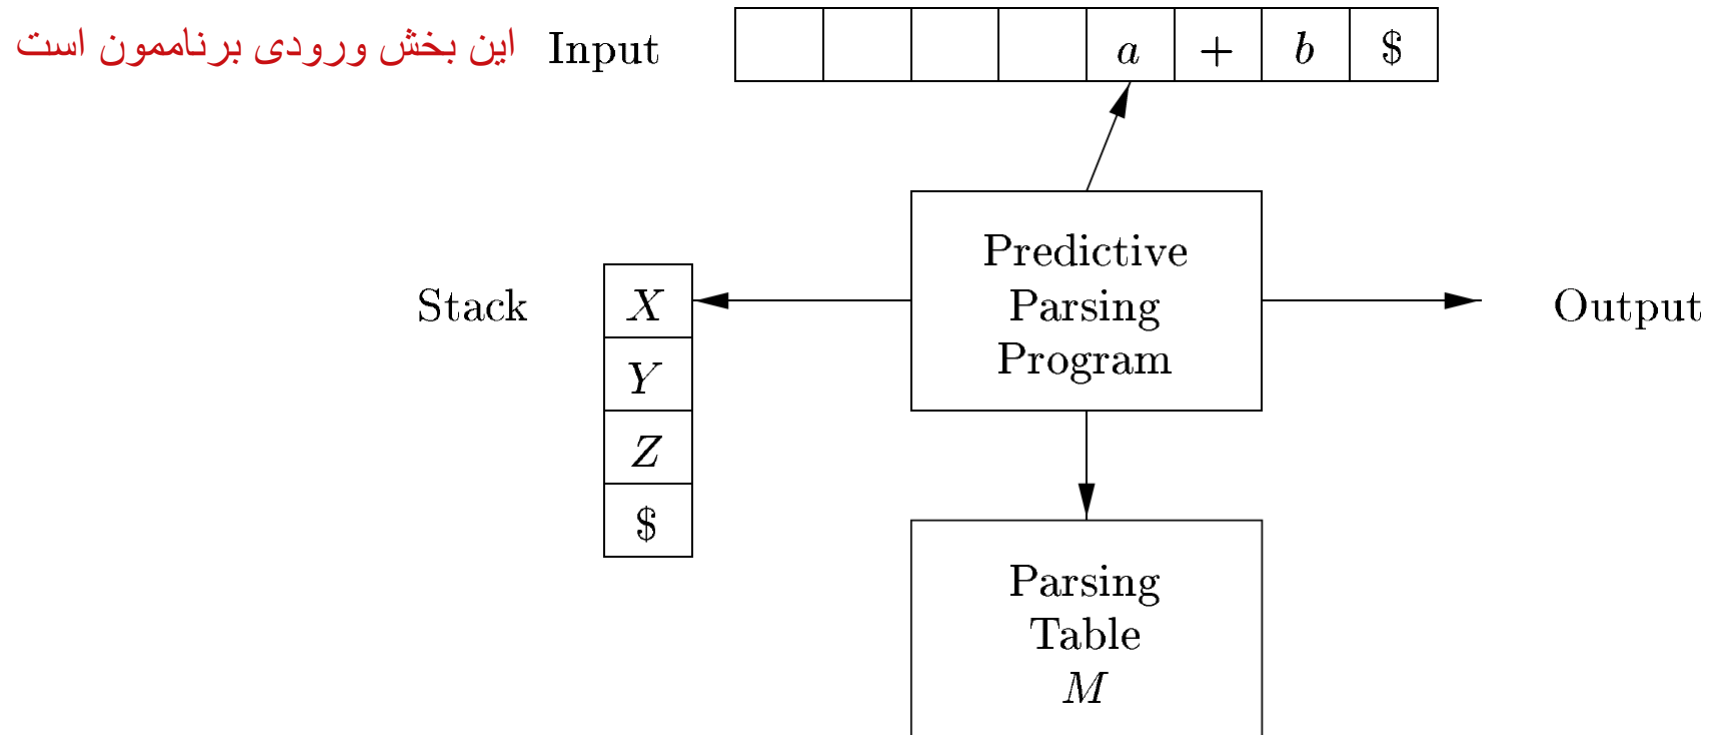 این بخش ورودی برناممون است Input
a + b $
Predictive
Parsing
Program
Stack
X
Y
Z
$
Output
Parsing
Table
M